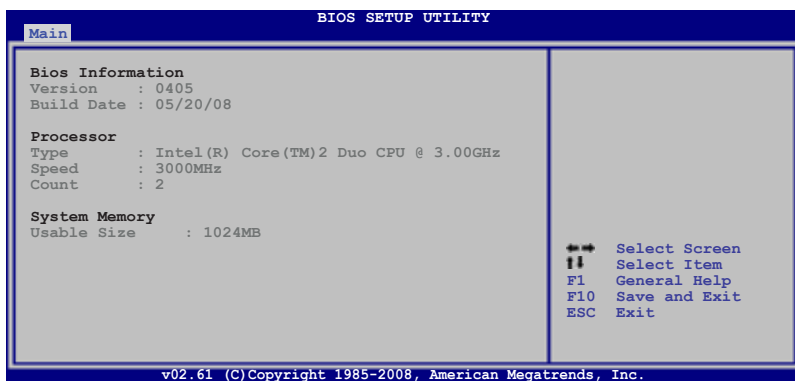 BIOS SETUP UTILITY
Main
Bios Information
Version : 0405
Build Date : 05/20/08
Processor
Type : Intel(R) Core(TM)2 Duo CPU @ 3.00GHz
Speed : 3000MHz
Count : 2
System Memory
Usable Size : 1024MB
←→ Select Screen
↑↓ Select Item
F1 General Help
F10 Save and Exit
ESC Exit
v02.61 (C)Copyright 1985-2008, American Megatrends, Inc.